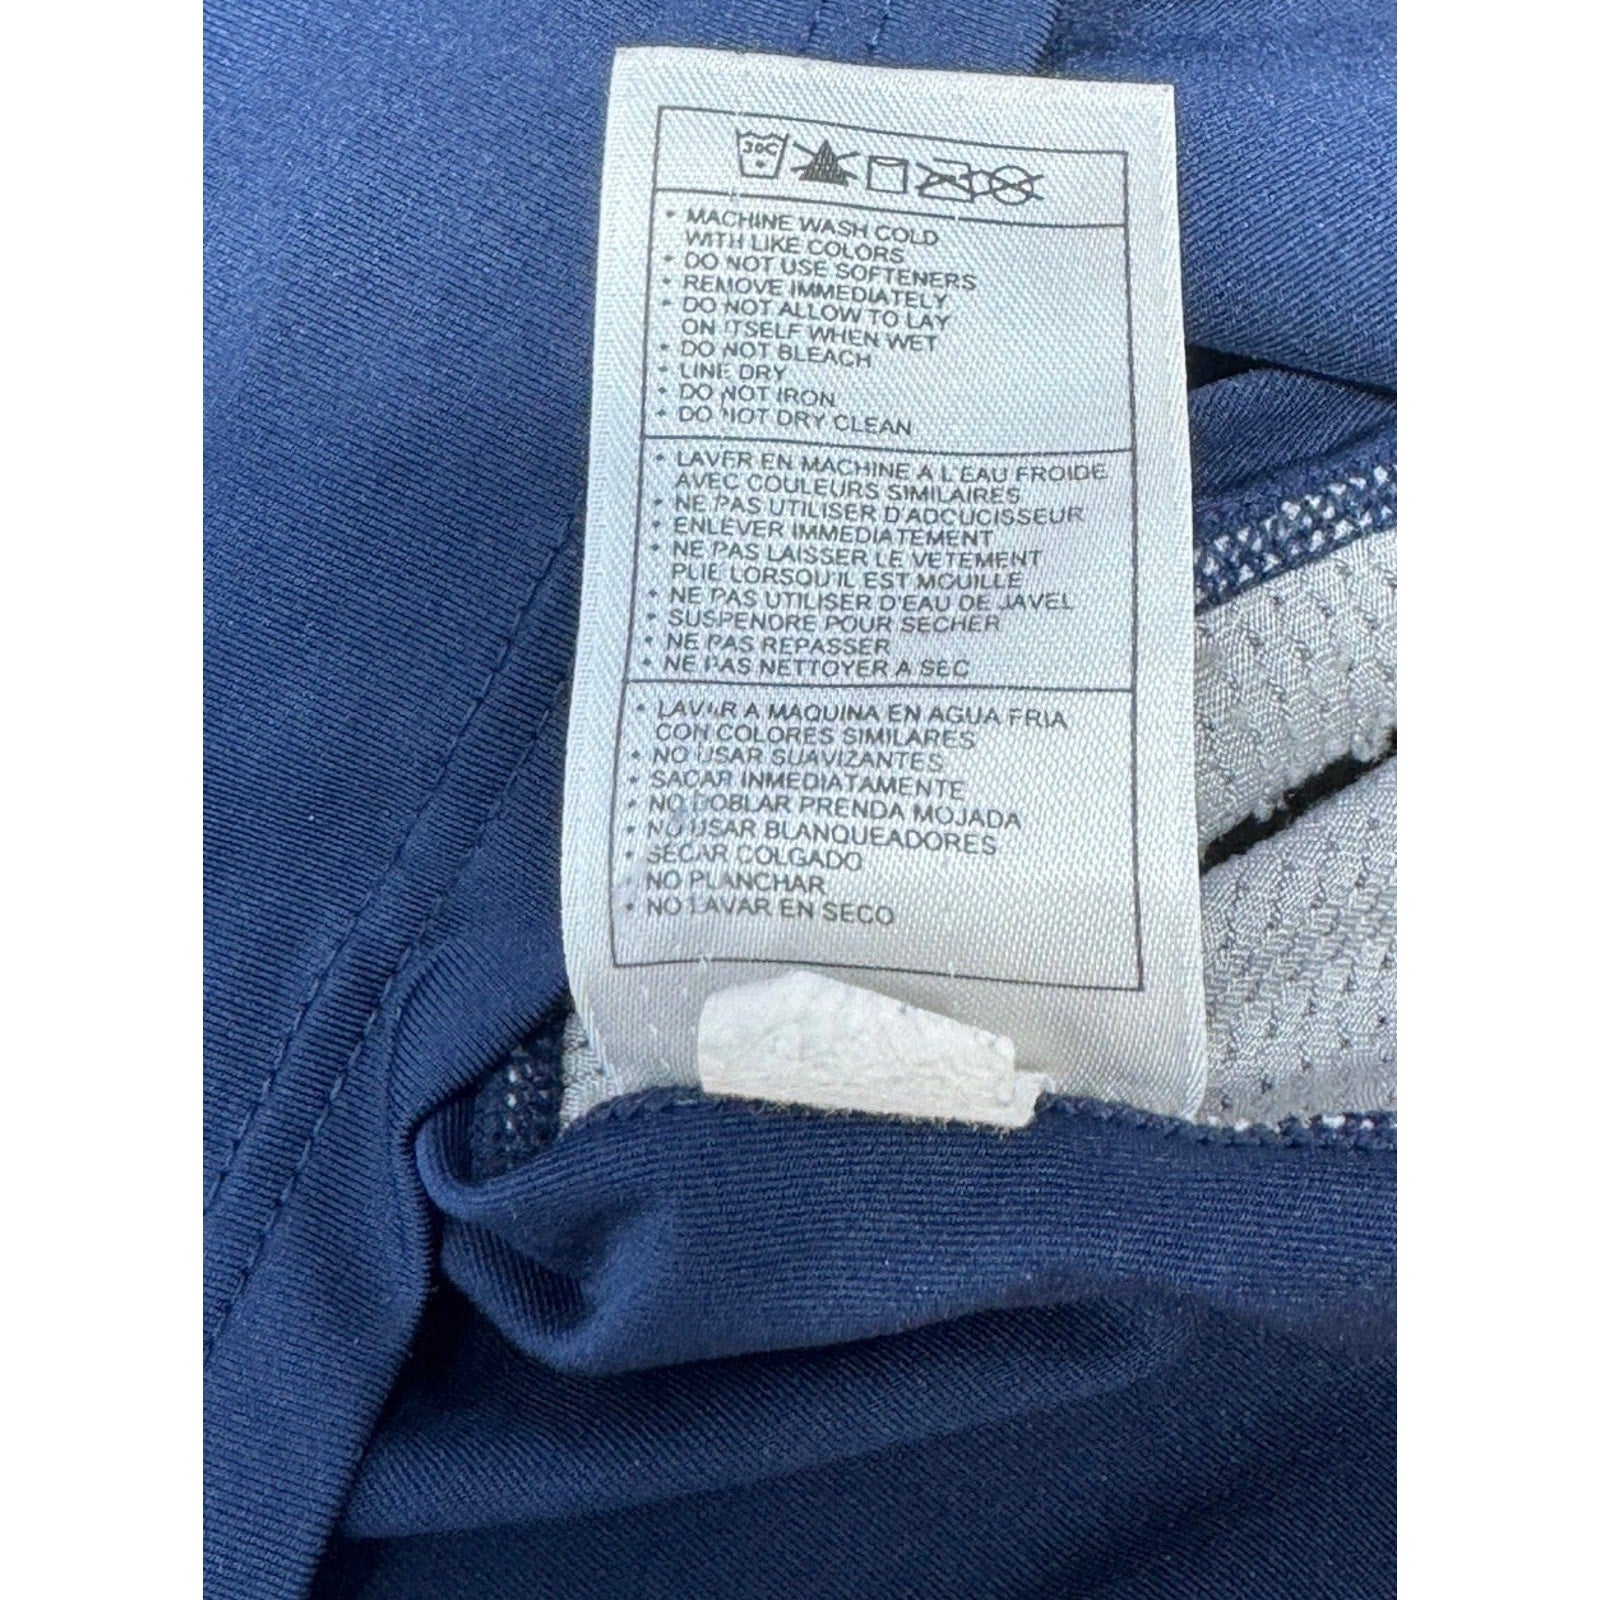 30C
• MACHINE WASH COLD
WITH LIKE COLORS
• DO NOT USE SOFTENERS
• REMOVE IMMEDIATELY
• DO NOT ALLOW TO LAY
ON ITSELF WHEN WET
• DO NOT BLEACH
• LINE DRY
• DO NOT IRON
• DO NOT DRY CLEAN
• LAVER EN MACHINE A L'EAU FROIDE
AVEC COULEURS SIMILAIRES
• NE PAS UTILISER D'ADCUCISSEUR
• ENLEVER IMMEDIATEMENT
• NE PAS LAISSER LE VETEMENT
PLIE LORSQU'IL EST MOUILLE
• NE PAS UTILISER D'EAU DE JAVEL
• SUSPENDRE POUR SECHER
• NE PAS REPASSER
• NE PAS NETTOYER A SEC
• LAVAR A MAQUINA EN AGUA FRIA
CON COLORES SIMILARES
• NO USAR SUAVIZANTES
• SACAR INMEDIATAMENTE
• NO DOBLAR PRENDA MOJADA
• NO USAR BLANQUEADORES
• SECAR COLGADO
• NO PLANCHAR
• NO LAVAR EN SECO